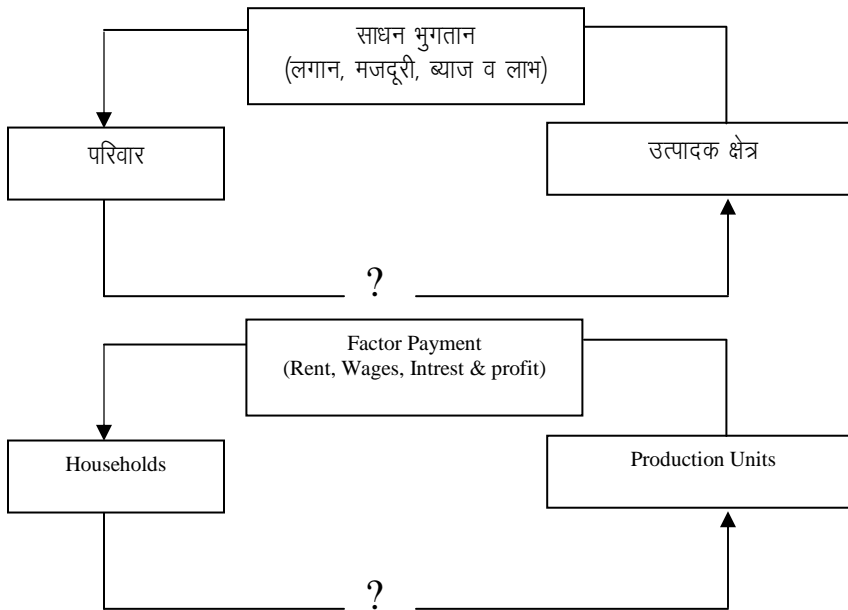 साधन भुगतान
(लगान, मजदूरी, ब्याज व लाभ)
परिवार
उत्पादक क्षेत्र
?
Factor Payment
(Rent, Wages, Intrest & profit)
Households
Production Units
?